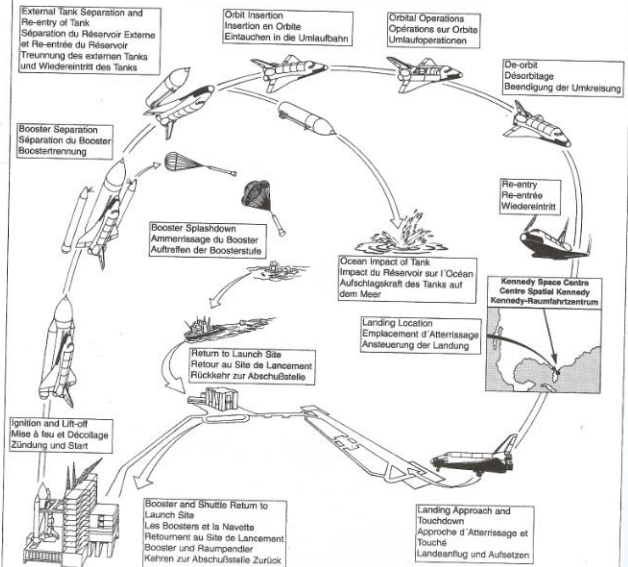 External Tank Separation and
Re-entry of Tank
Séparation du Réservoir Externe
et Re-entrée du Réservoir
Treunnung des externen Tanks
und Wiedereintritt des Tanks
Orbit Insertion
Insertion en Orbite
Eintauchen in die Umlaufbahn
Orbital Operations
Opérations sur Orbite
Umlaufoperationen
De-orbit
Désorbitage
Beendigung der Umkreisung
Booster Separation
Séparation du Booster
Boostertrennung
Re-entry
Re-entrée
Wiedereintritt
Booster Splashdown
Ammerrissage du Booster
Auftreffen der Boosterstufe
Ocean Impact of Tank
Impact du Réservoir sur l'Océan
Aufschlagskraft des Tanks auf
dem Meer
Kennedy Space Centre
Centre Spatial Kennedy
Kennedy-Raumfahrtzentrum
Landing Location
Emplacement d'Atterrissage
Ansteuerung der Landung
Return to Launch Site
Retour au Site de Lancement
Rückkehr zur Abschußstelle
Ignition and Lift-off
Mise à feu et Décollage
Zündung und Start
Booster and Shuttle Return to
Launch Site
Les Boosters et la Navette
Retournent au Site de Lancement
Booster und Raumpendler
Kehren zur Abschußstelle Zurück
Landing Approach and
Touchdown
Approche d'Atterrissage et
Touché
Landeanflug und Aufsetzen